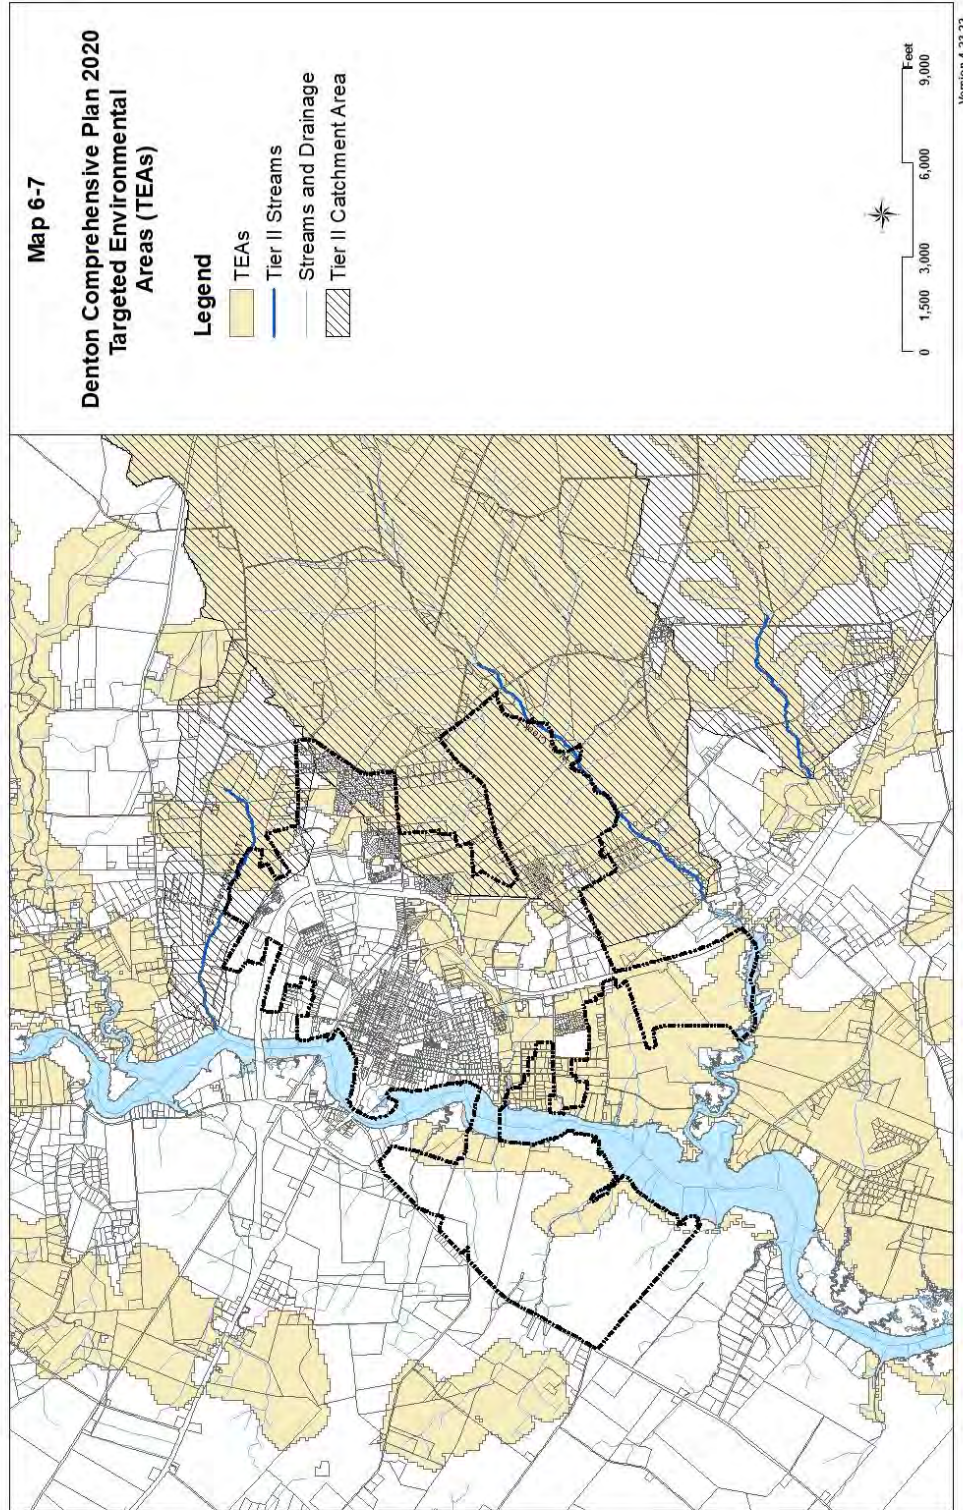 Map 6-7
Denton Comprehensive Plan 2020
Targeted Environmental
Areas (TEAs)
Legend
TEAs
Tier II Streams
Streams and Drainage
Tier II Catchment Area
Feet
0 1,500 3,000 6,000 9,000